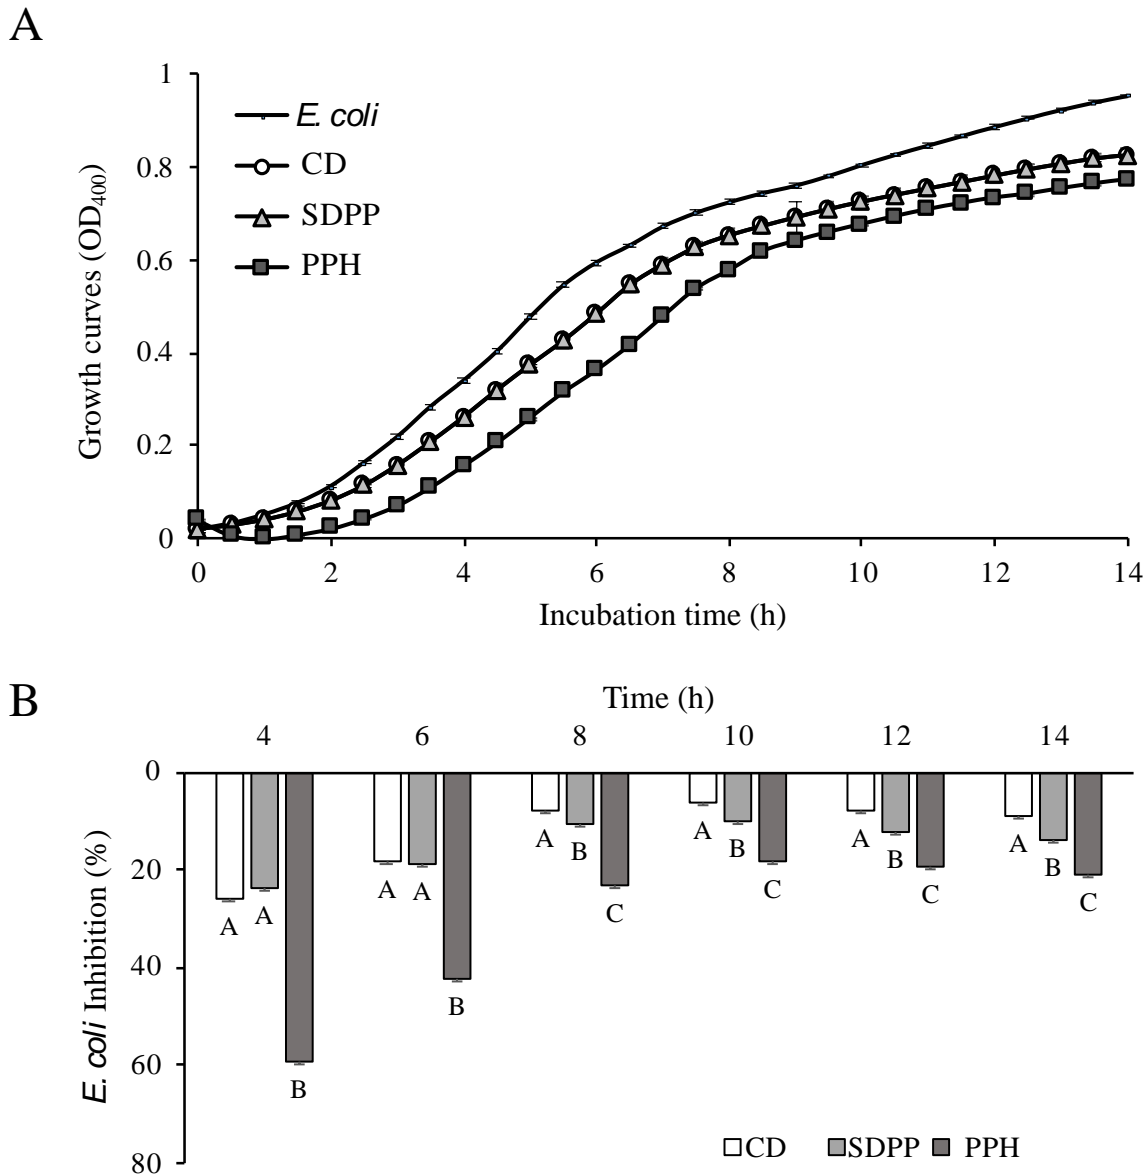 A
1
0.8
0.6
0.4
0.2
0
Growth curves (OD400)
E. coli
CD
SDPP
PPH
0 2 4 6 8 10 12 14
Incubation time (h)
B
Time (h)
4 6 8 10 12 14
0
20
40
60
80
E. coli Inhibition (%)
A A B
A A B
A B C
A B C
A B C
A B C
CD SDPP PPH